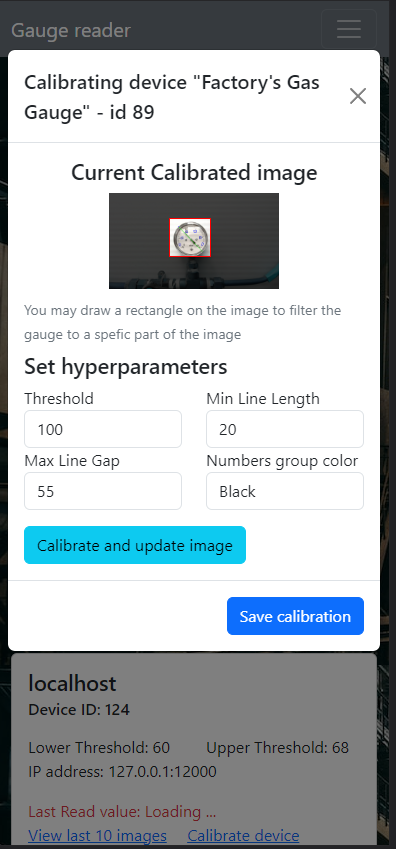 Gauge reader
Calibrating device "Factory's Gas
Gauge" - id 89
Current Calibrated image
You may draw a rectangle on the image to filter the
gauge to a spefic part of the image
Set hyperparameters
Threshold
Min Line Length
100
20
Max Line Gap
Numbers group color
55
Black
Calibrate and update image
Save calibration
localhost
Device ID: 124
Lower Threshold: 60
Upper Threshold: 68
IP address: 127.0.0.1:12000
Last Read value: Loading ...
View last 10 images
Calibrate device